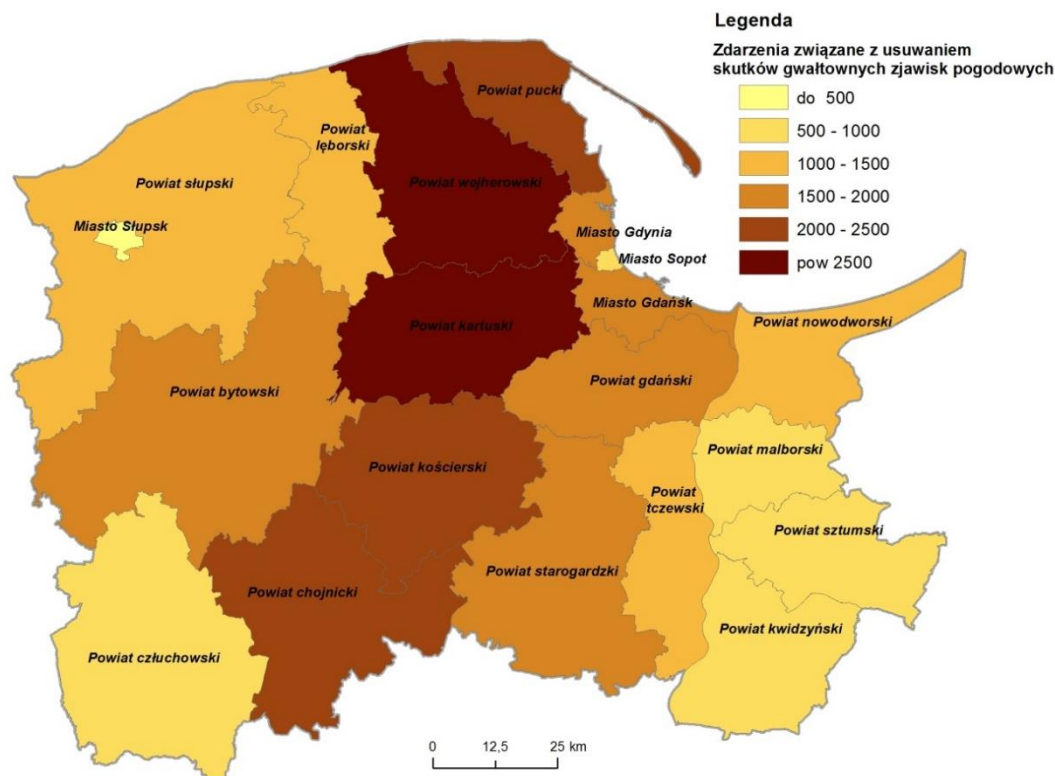 Legenda
Zdarzenia związane z usuwaniem
skutków gwałtownych zjawisk pogodowych
do 500
500 - 1000
1000 - 1500
1500 - 2000
2000 - 2500
pow 2500
Powiat pucki
Powiat
lęborski
Powiat słupski
Powiat wejherowski
Miasto Słupsk
Miasto Gdynia
Miasto Sopot
Miasto Gdańsk
Powiat nowodworski
Powiat kartuski
Powiat gdański
Powiat bytowski
Powiat malborski
Powiat kościerski
Powiat
tczewski
Powiat sztumski
Powiat starogardzki
Powiat chojnicki
Powiat kwidzyński
Powiat człuchowski
0 12,5 25 km